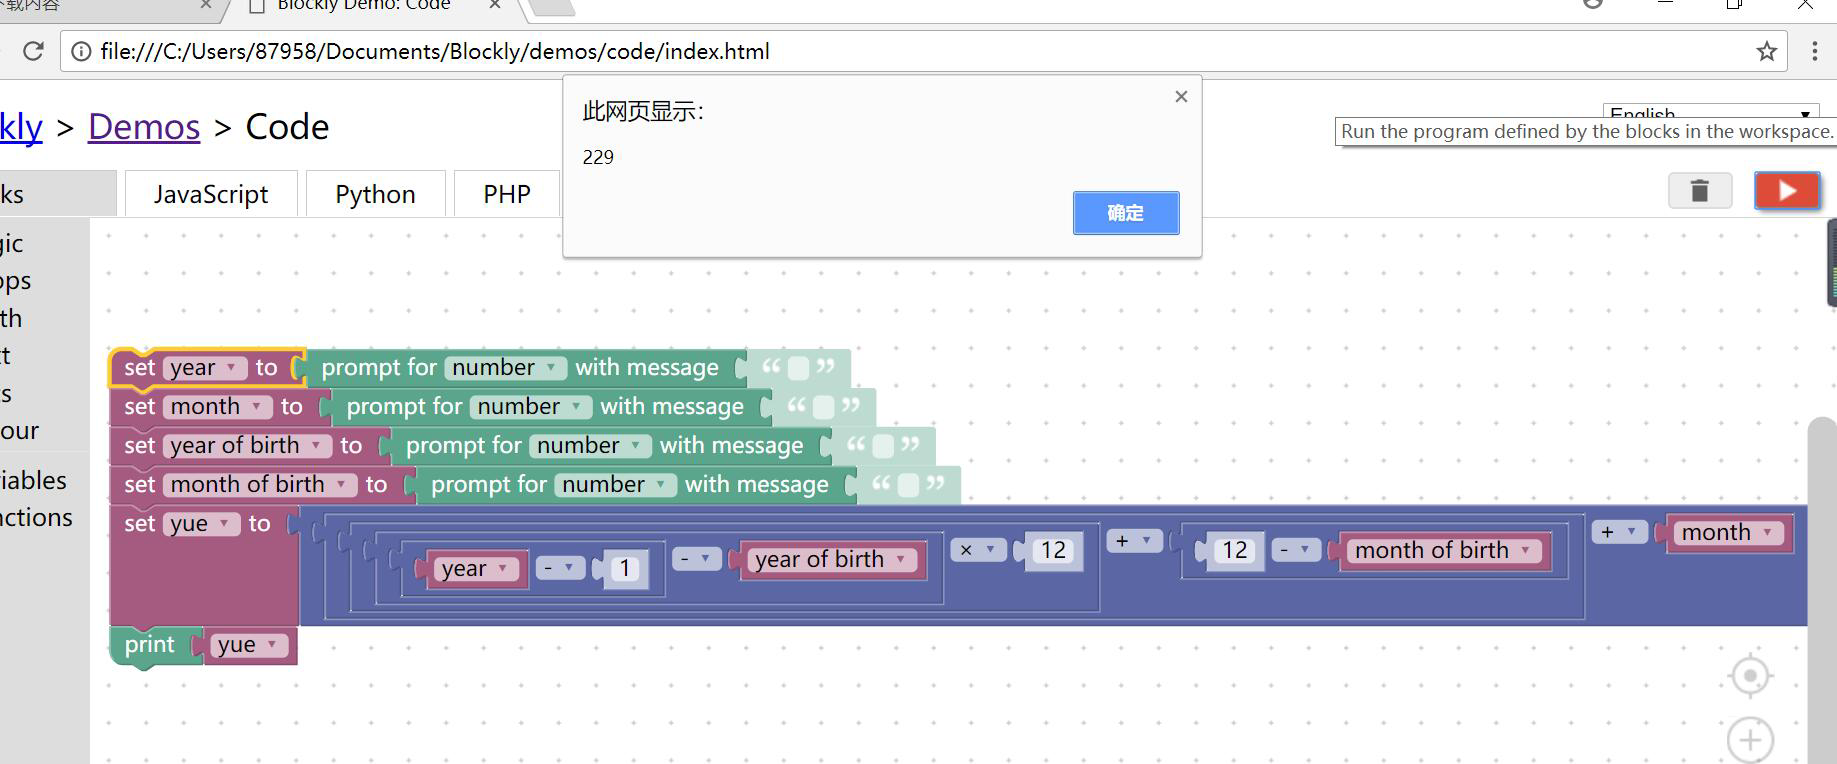 下载内容
Blockly Demo: Code
file:///C:/Users/87958/Documents/Blockly/demos/code/index.html
此网页显示：
229
确定
kly > Demos > Code
English
Run the program defined by the blocks in the workspace.
ks
JavaScript
Python
PHP
gic
ops
th
xt
ts
our
riables
nctions
set year to prompt for number with message “ ”
set month to prompt for number with message “ ”
set year of birth to prompt for number with message “ ”
set month of birth to prompt for number with message “ ”
set yue to year - 1 - year of birth × 12 + 12 - month of birth + month
print yue